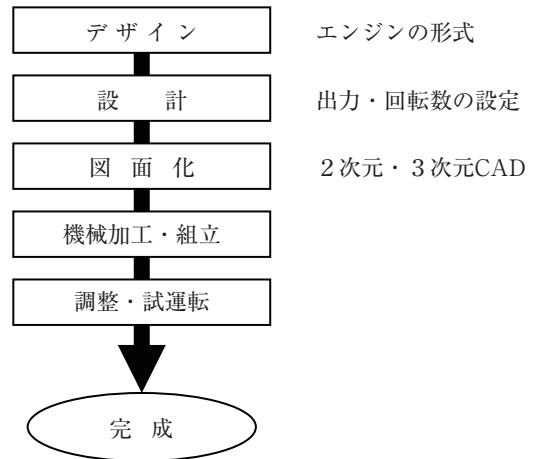 デザイン エンジンの形式
設計 出力・回転数の設定
図面化 2次元・3次元CAD
機械加工・組立
調整・試運転
完成